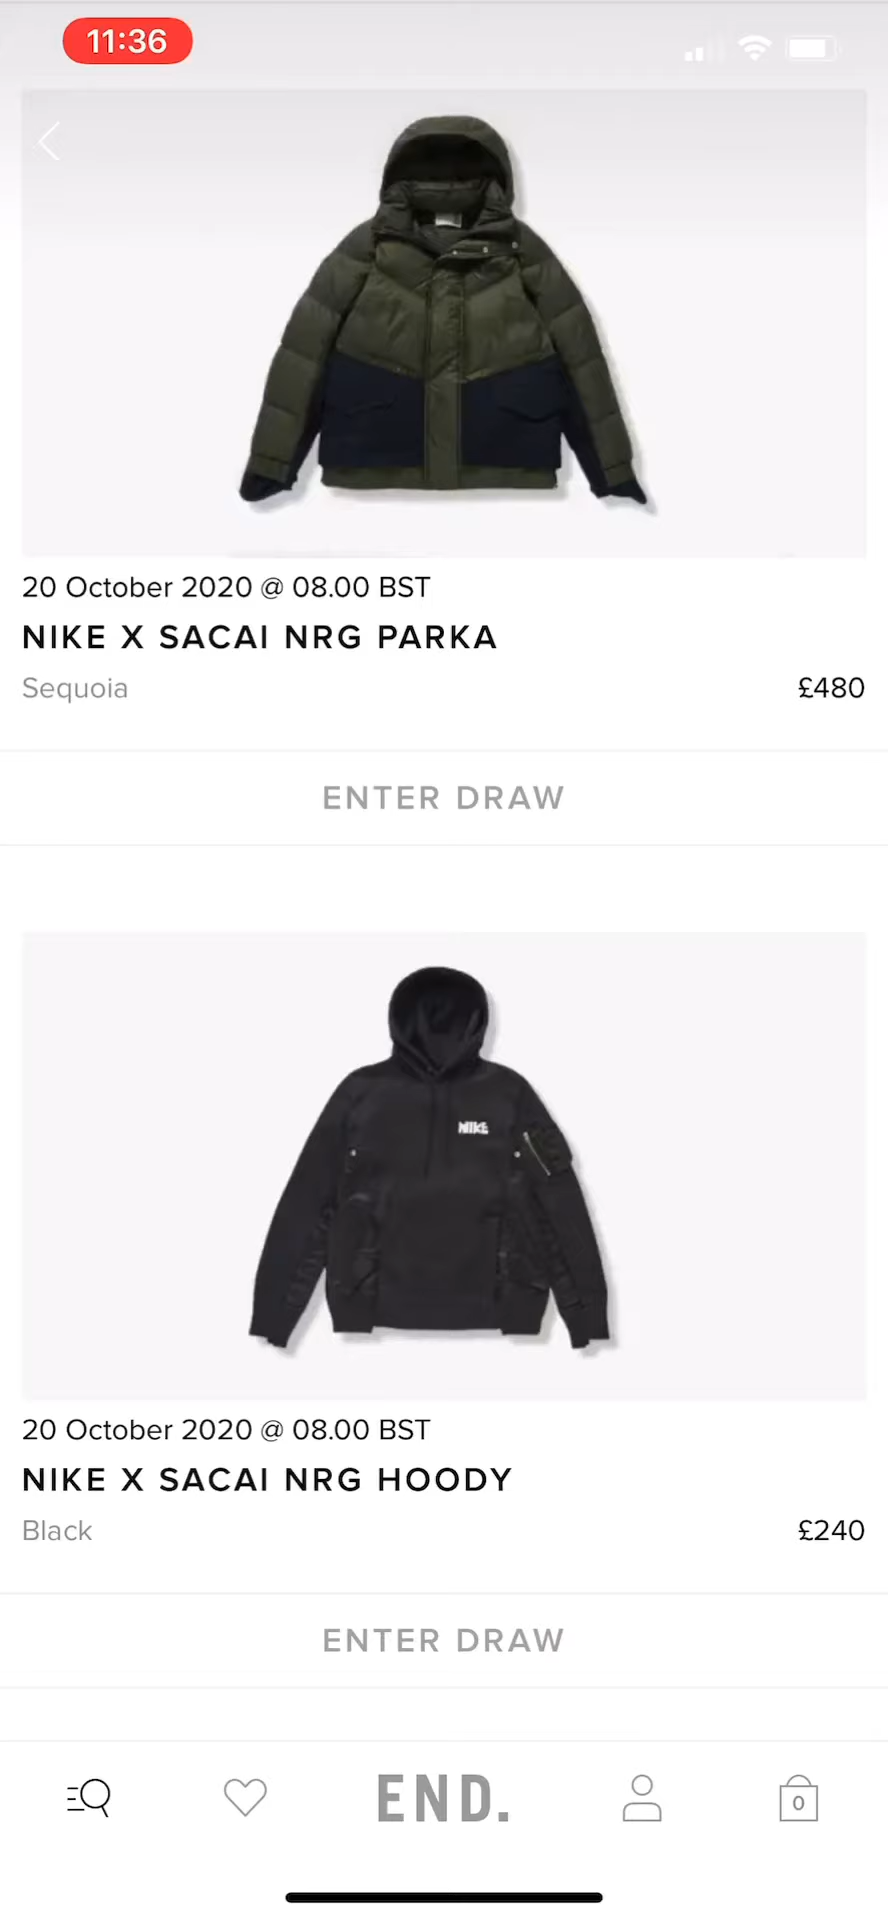 11:36
20 October 2020 @ 08.00 BST
NIKE X SACAI NRG PARKA
Sequoia
£480
ENTER DRAW
NIKE
20 October 2020 @ 08.00 BST
NIKE X SACAI NRG HOODY
Black
£240
ENTER DRAW
END.
0